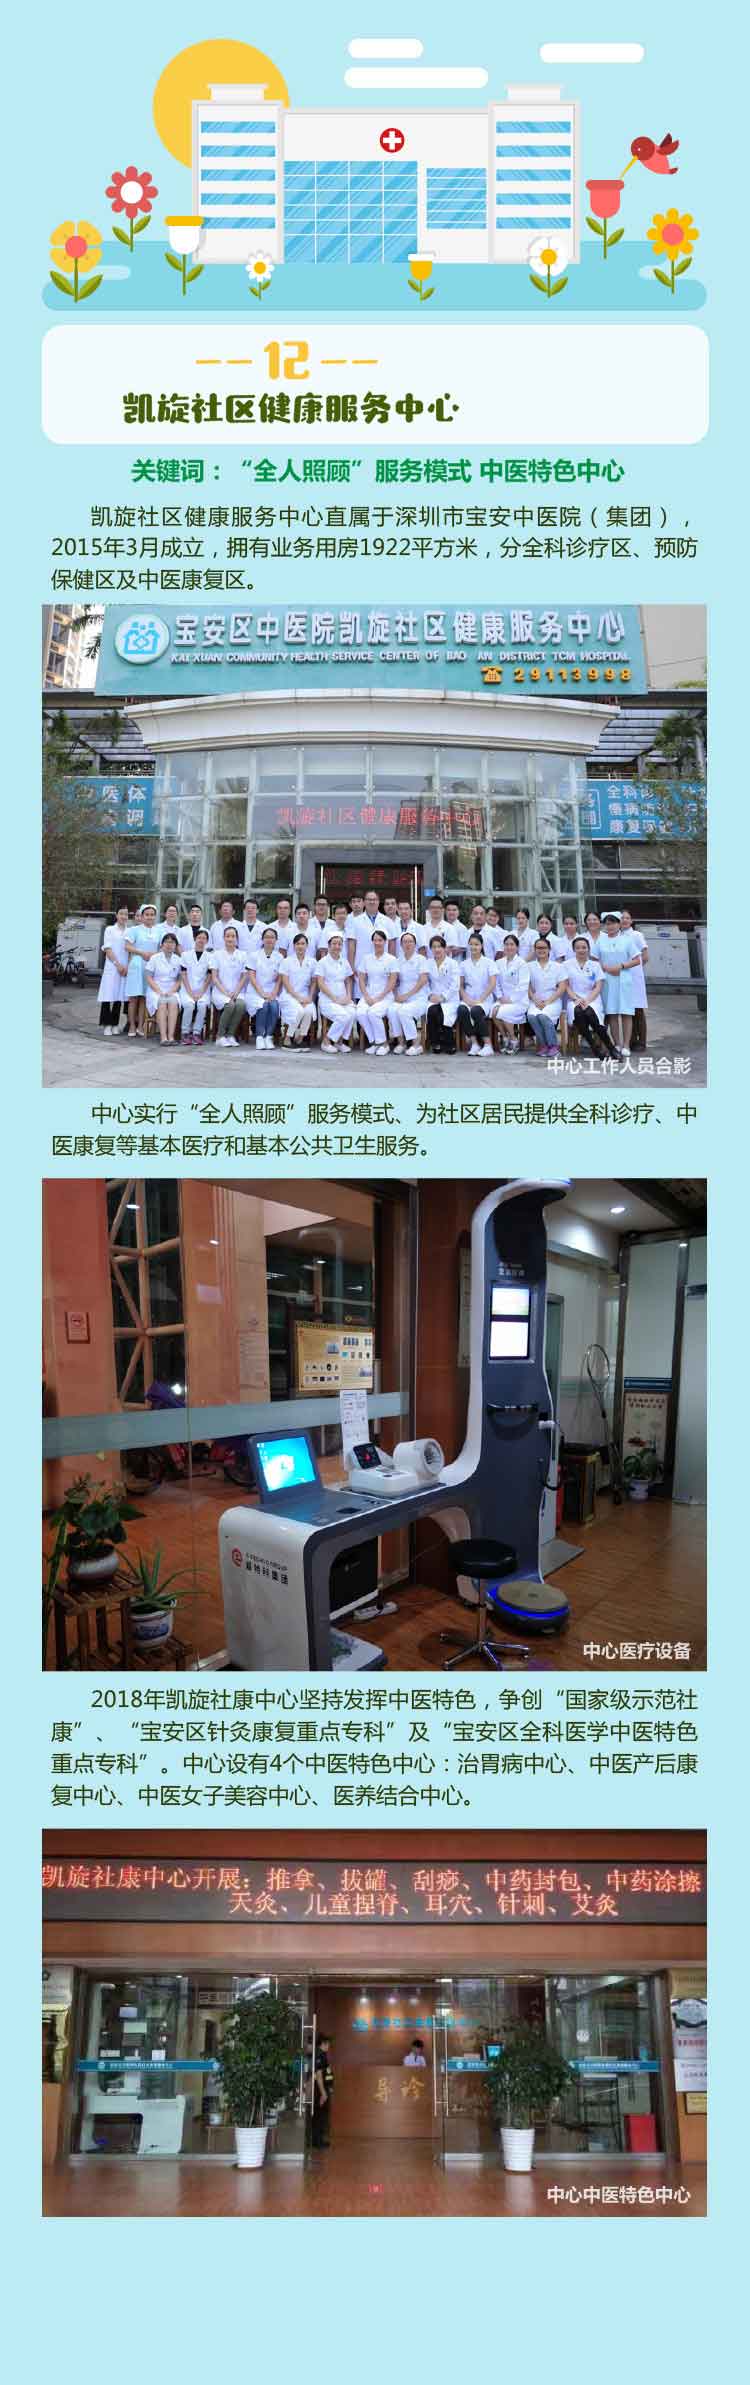 12
凯旋社区健康服务中心
关键词：“全人照顾”服务模式 中医特色中心
凯旋社区健康服务中心直属于深圳市宝安中医院（集团），
2015年3月成立，拥有业务用房1922平方米，分全科诊疗区、预防
保健区及中医康复区。
宝安区中医院凯旋社区健康服务中心
KAI XUAN COMMUNITY HEALTH SERVICE CENTER OF BAO AN DISTRICT TCM HOSPITAL
29113998
中医体
调
全科
慢病防
康复
凯旋社区健康服务中心
中心工作人员合影
中心实行“全人照顾”服务模式、为社区居民提供全科诊疗、中
医康复等基本医疗和基本公共卫生服务。
中心医疗设备
2018年凯旋社康中心坚持发挥中医特色，争创“国家级示范社
康”、“宝安区针灸康复重点专科”及“宝安区全科医学中医特色
重点专科”。中心设有4个中医特色中心：治胃病中心、中医产后康
复中心、中医女子美容中心、医养结合中心。
凯旋社康中心开展：推拿、拔罐、刮痧、中药封包、中药涂擦
天灸、儿童捏脊、耳穴、针刺、艾灸
导诊
中心中医特色中心